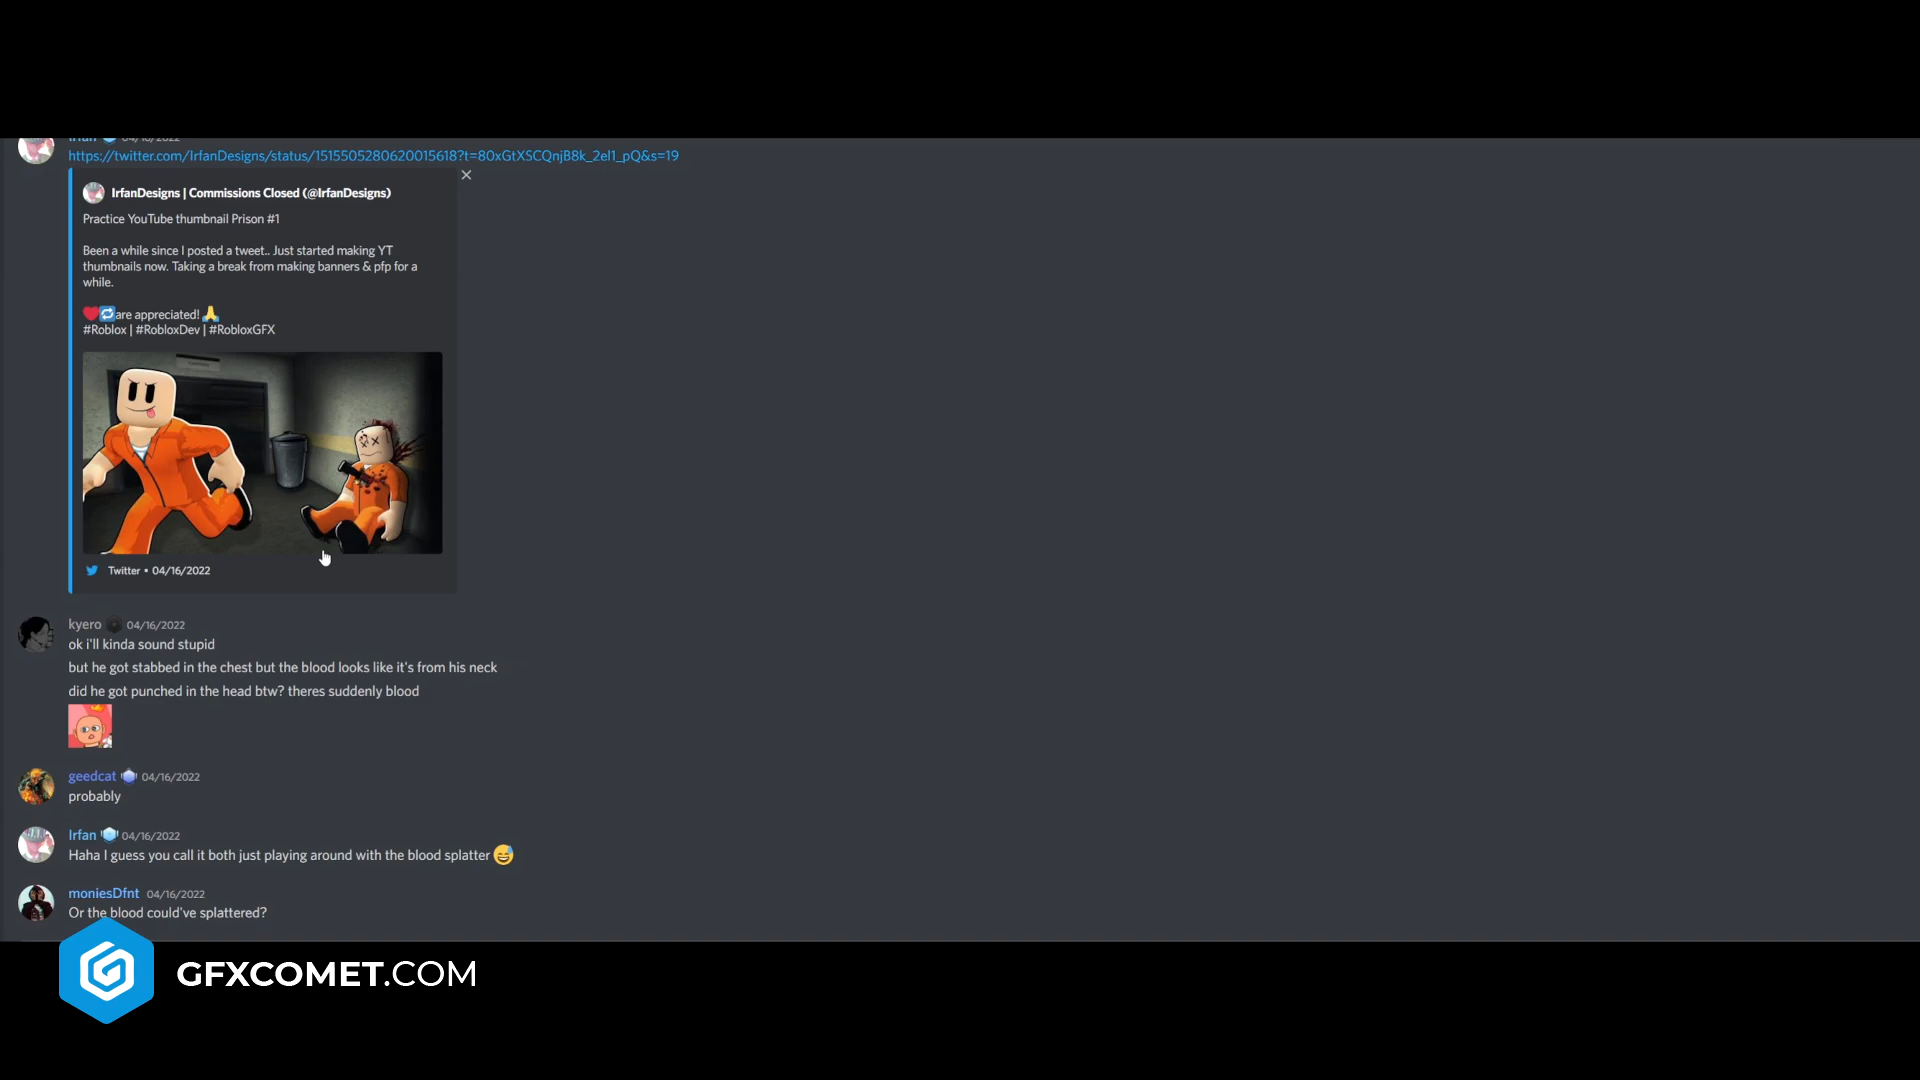 Irfan 04/16/2022
https://twitter.com/IrfanDesigns/status/1515505280620015618?t=80xGtXSCQnjB8k_2el1_pQ&s=19
IrfanDesigns | Commissions Closed (@IrfanDesigns)
Practice YouTube thumbnail Prison #1
Been a while since I posted a tweet.. Just started making YT
thumbnails now. Taking a break from making banners & pfp for a
while.
❤️🔁are appreciated!🙏
#Roblox | #RobloxDev | #RobloxGFX
Twitter • 04/16/2022
kyero 04/16/2022
ok i'll kinda sound stupid
but he got stabbed in the chest but the blood looks like it's from his neck
did he got punched in the head btw? theres suddenly blood
geedcat 04/16/2022
probably
Irfan 04/16/2022
Haha I guess you call it both just playing around with the blood splatter 😅
moniesDfnt 04/16/2022
Or the blood could've splattered?
GFXCOMET.COM